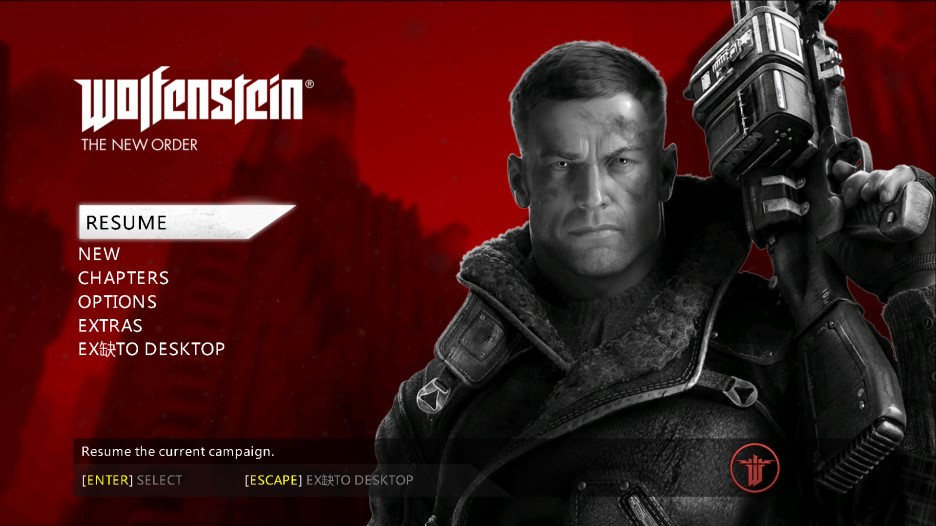 Wolfenstein®
THE NEW ORDER
RESUME
NEW
CHAPTERS
OPTIONS
EXTRAS
EX缺TO DESKTOP
Resume the current campaign.
[ENTER] SELECT [ESCAPE] EX缺TO DESKTOP